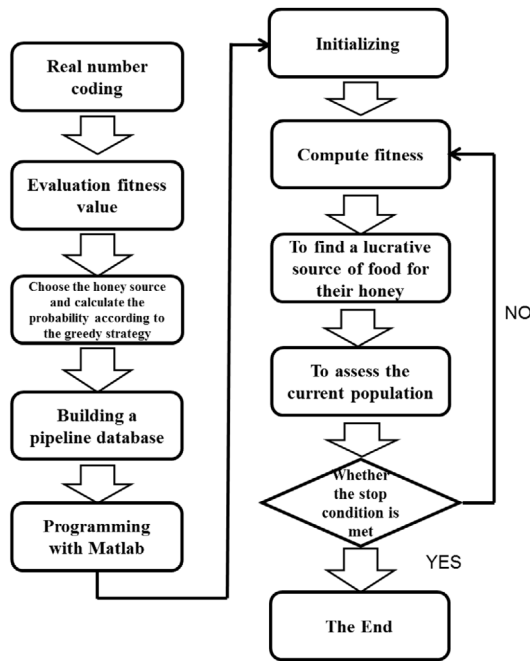 Real number
coding
Evaluation fitness
value
Choose the honey source
and calculate the
probability according to
the greedy strategy
Building a
pipeline database
Programming
with Matlab
Initializing
Compute fitness
To find a lucrative
source of food for
their honey
To assess the
current population
Whether
the stop
condition is
met
NO
YES
The End